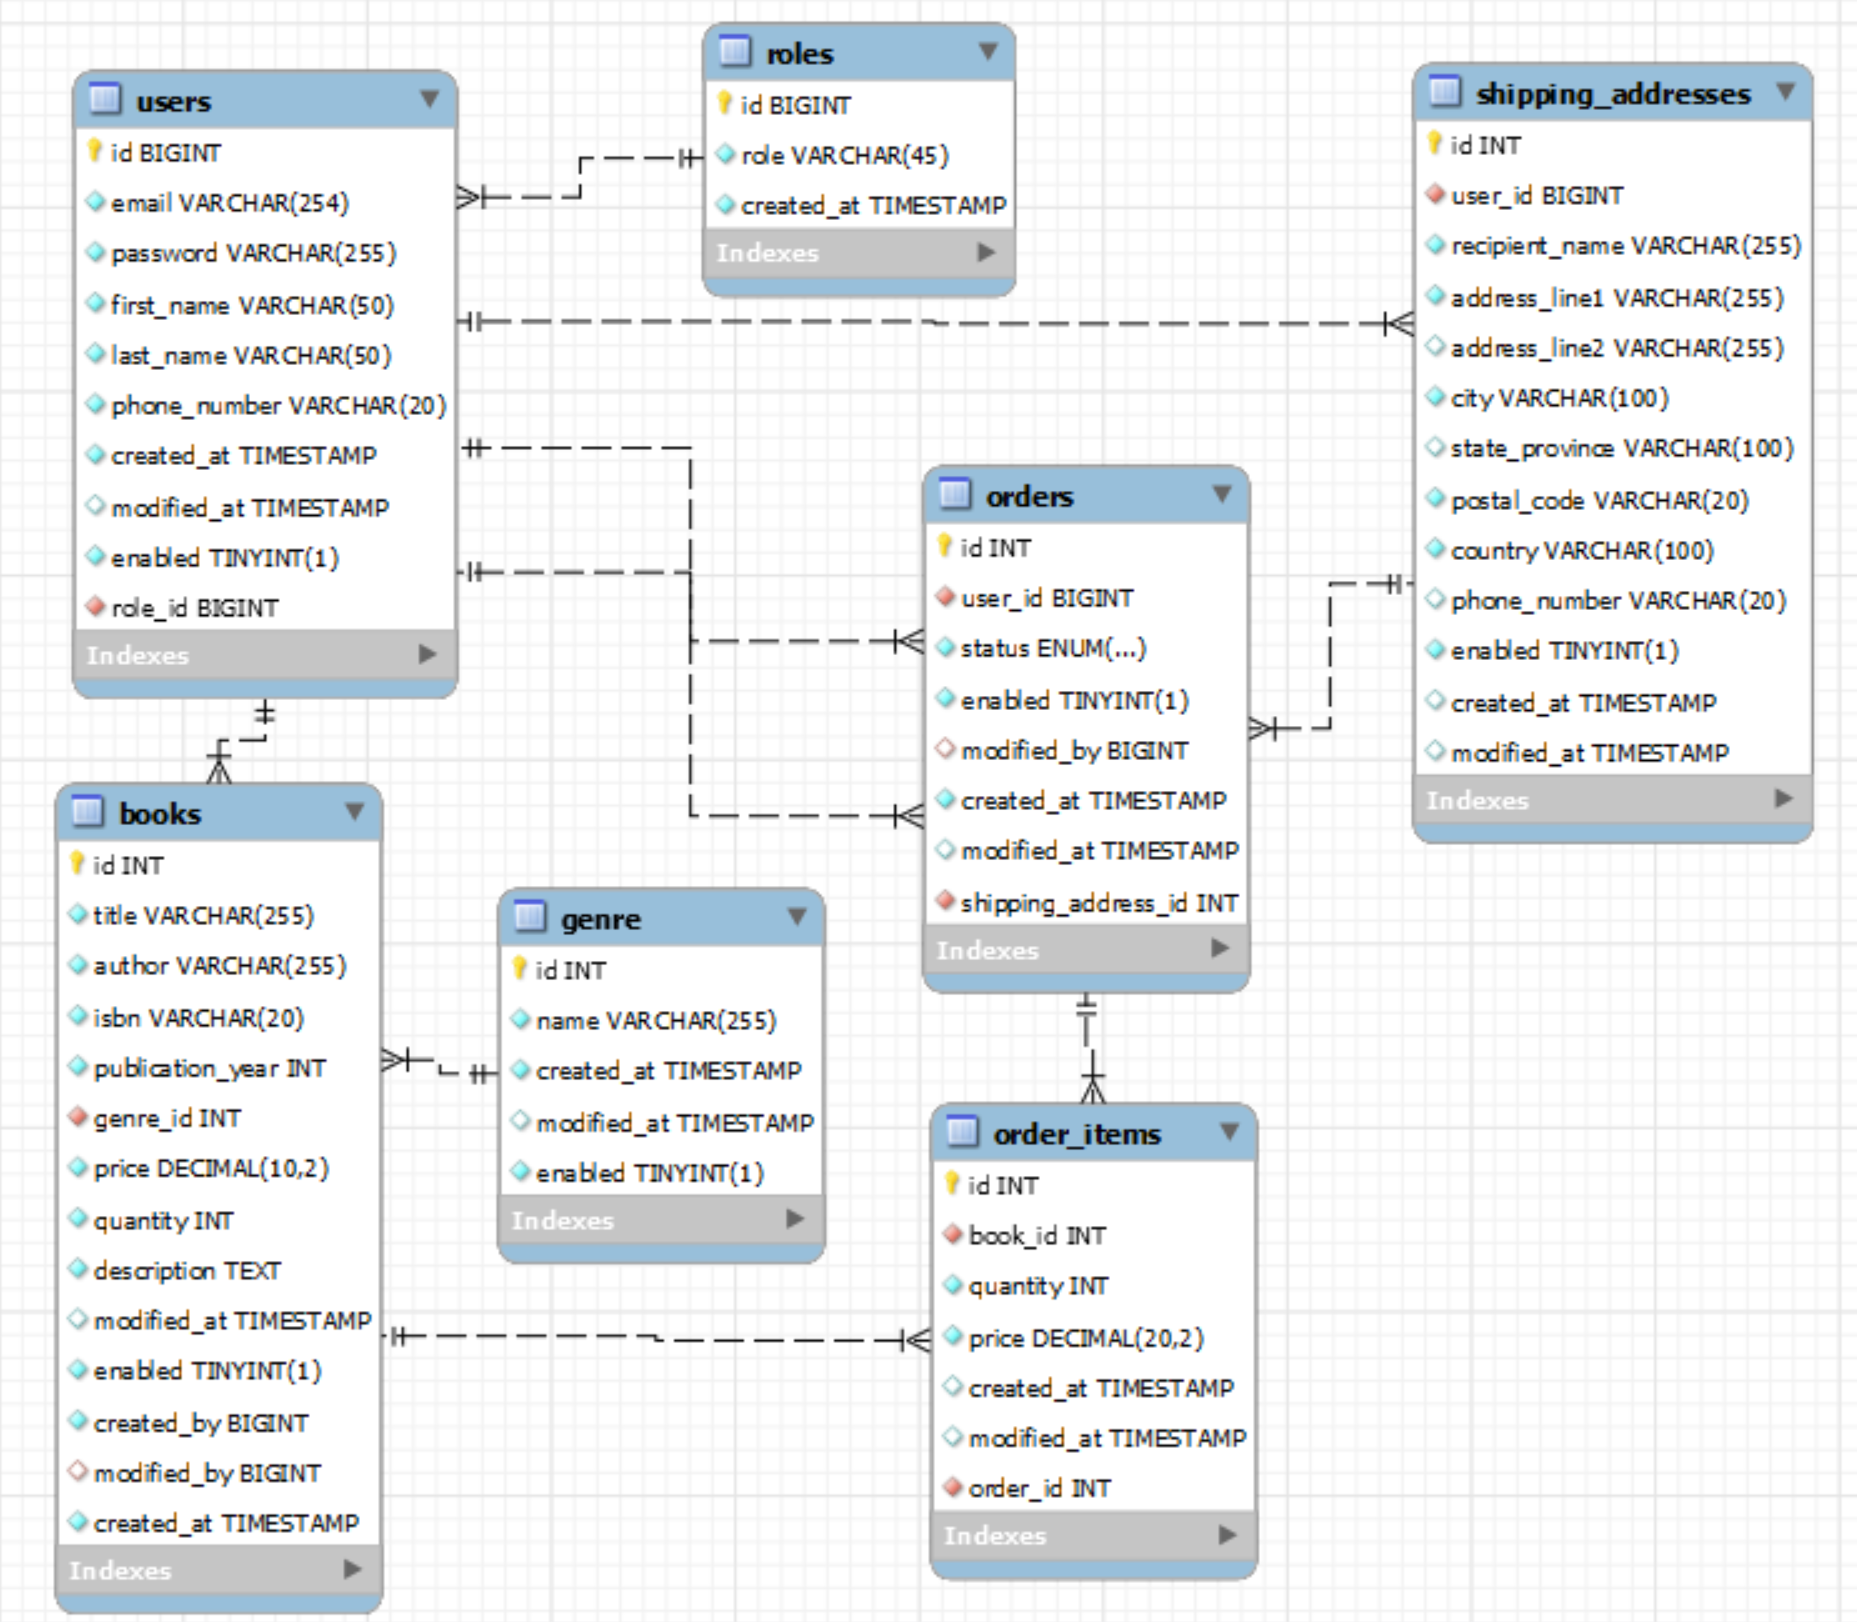 roles
id BIGINT
role VARCHAR(45)
created_at TIMESTAMP
Indexes
users
id BIGINT
email VARCHAR(254)
password VARCHAR(255)
first_name VARCHAR(50)
last_name VARCHAR(50)
phone_number VARCHAR(20)
created_at TIMESTAMP
modified_at TIMESTAMP
enabled TINYINT(1)
role_id BIGINT
Indexes
shipping_addresses
id INT
user_id BIGINT
recipient_name VARCHAR(255)
address_line1 VARCHAR(255)
address_line2 VARCHAR(255)
city VARCHAR(100)
state_province VARCHAR(100)
postal_code VARCHAR(20)
country VARCHAR(100)
phone_number VARCHAR(20)
enabled TINYINT(1)
created_at TIMESTAMP
modified_at TIMESTAMP
Indexes
orders
id INT
user_id BIGINT
status ENUM(...)
enabled TINYINT(1)
modified_by BIGINT
created_at TIMESTAMP
modified_at TIMESTAMP
shipping_address_id INT
Indexes
books
id INT
title VARCHAR(255)
author VARCHAR(255)
isbn VARCHAR(20)
publication_year INT
genre_id INT
price DECIMAL(10,2)
quantity INT
description TEXT
modified_at TIMESTAMP
enabled TINYINT(1)
created_by BIGINT
modified_by BIGINT
created_at TIMESTAMP
Indexes
genre
id INT
name VARCHAR(255)
created_at TIMESTAMP
modified_at TIMESTAMP
enabled TINYINT(1)
Indexes
order_items
id INT
book_id INT
quantity INT
price DECIMAL(20,2)
created_at TIMESTAMP
modified_at TIMESTAMP
order_id INT
Indexes